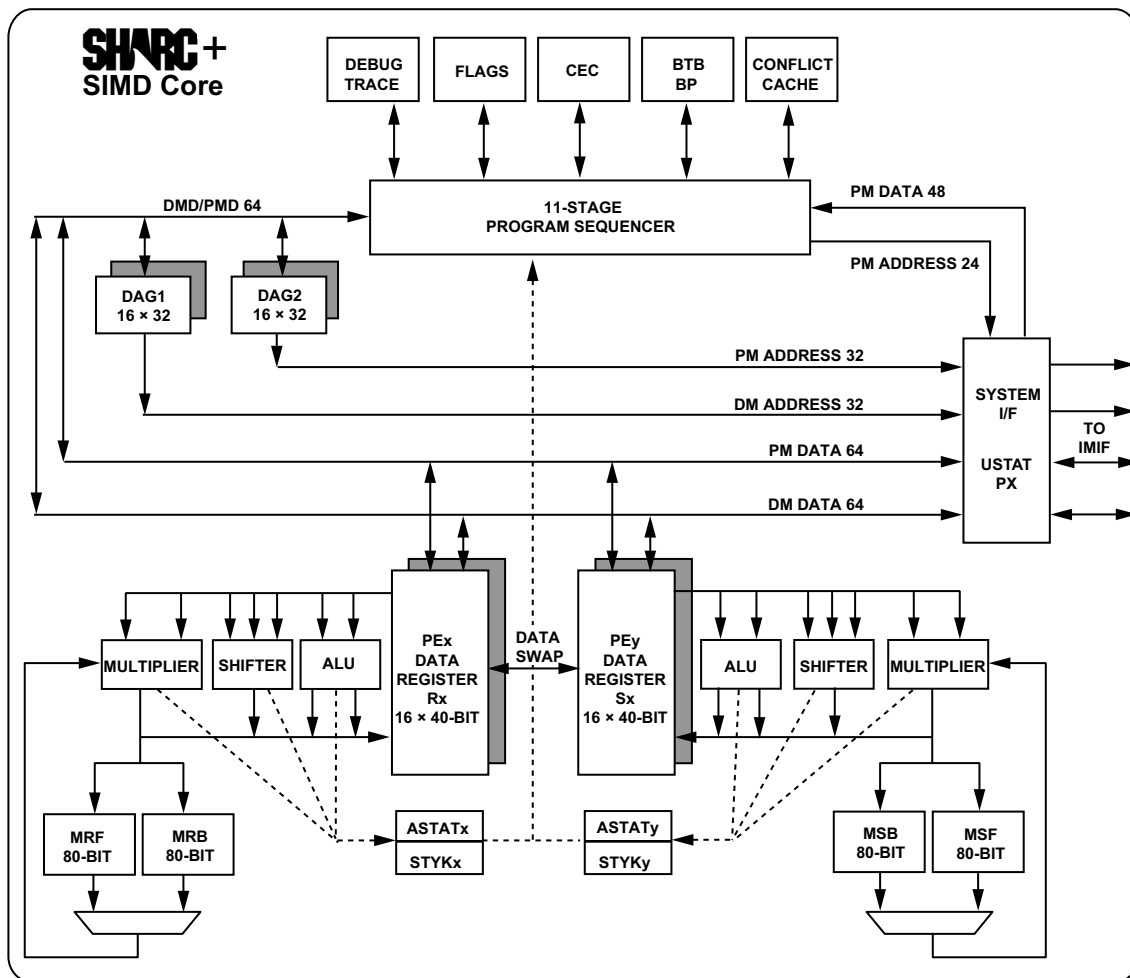 SHARC+
SIMD Core
DEBUG
TRACE
FLAGS
CEC
BTB
BP
CONFLICT
CACHE
DMD/PMD 64
11-STAGE
PROGRAM SEQUENCER
PM DATA 48
PM ADDRESS 24
DAG1
16 × 32
DAG2
16 × 32
PM ADDRESS 32
DM ADDRESS 32
PM DATA 64
DM DATA 64
SYSTEM
I/F
USTAT
PX
TO
IMIF
MULTIPLIER
SHIFTER
ALU
PEx
DATA
REGISTER
Rx
16 × 40-BIT
DATA
SWAP
PEy
DATA
REGISTER
Sx
16 × 40-BIT
ALU
SHIFTER
MULTIPLIER
MRF
80-BIT
MRB
80-BIT
ASTATx
STYKx
ASTATy
STYKy
MSB
80-BIT
MSF
80-BIT